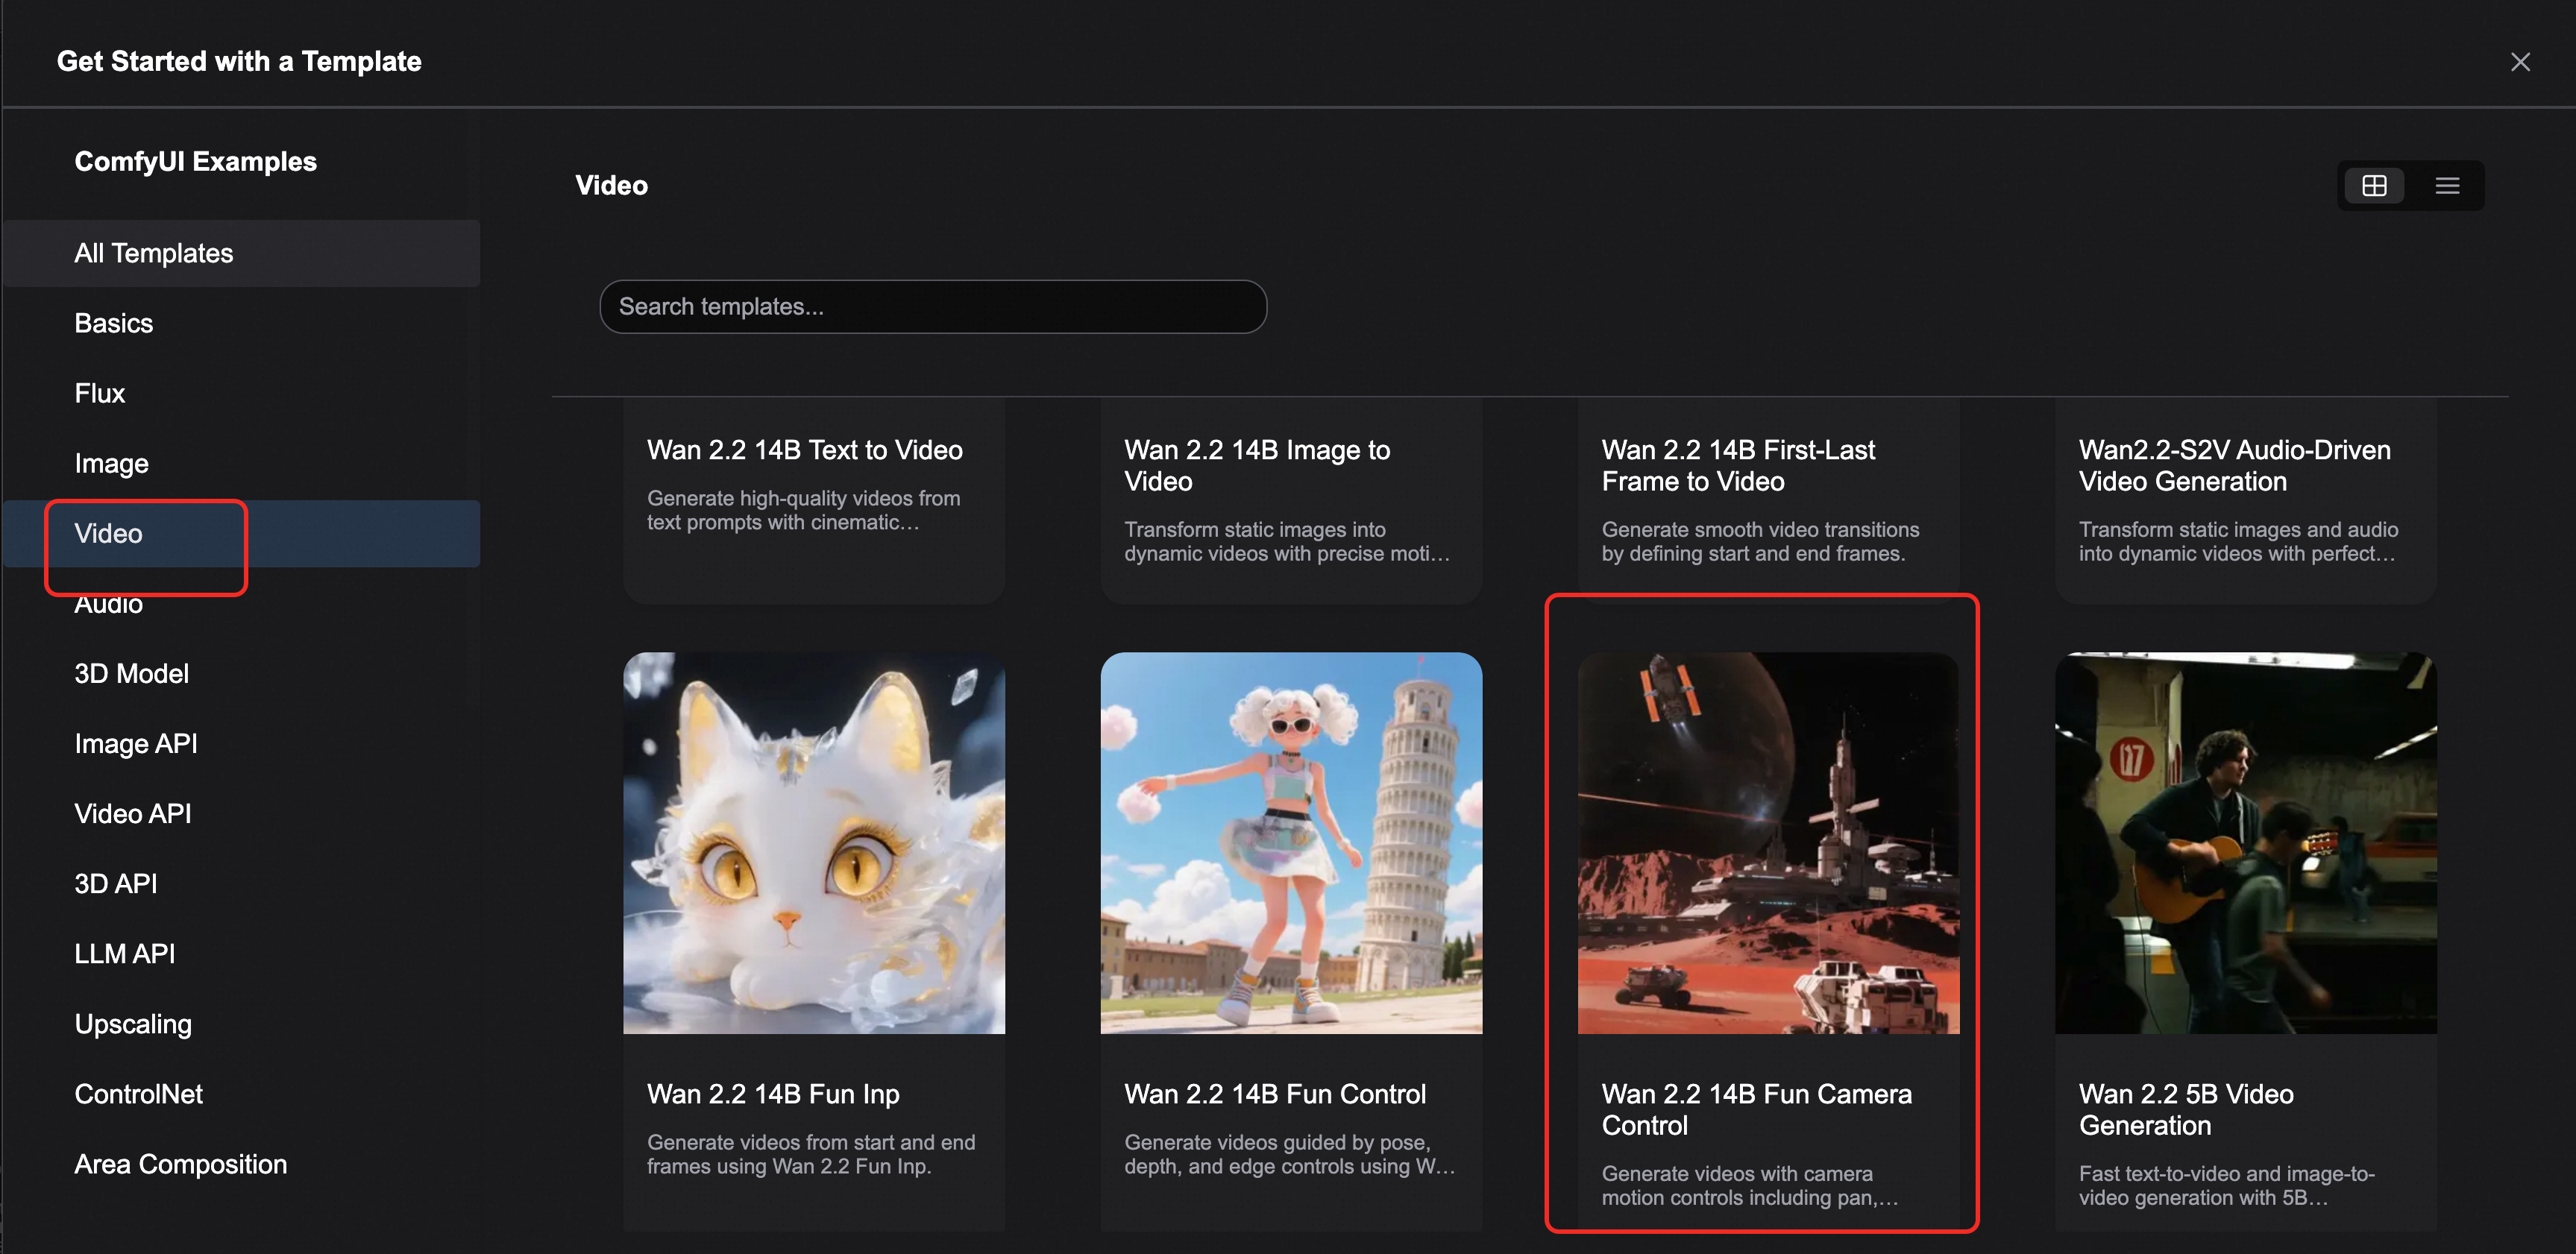 Get Started with a Template
ComfyUI Examples
All Templates
Basics
Flux
Image
Video
Audio
3D Model
Image API
Video API
3D API
LLM API
Upscaling
ControlNet
Area Composition
Video
Search templates...
Wan 2.2 14B Text to Video
Generate high-quality videos from
text prompts with cinematic…
Wan 2.2 14B Image to
Video
Transform static images into
dynamic videos with precise moti…
Wan 2.2 14B First-Last
Frame to Video
Generate smooth video transitions
by defining start and end frames.
Wan2.2-S2V Audio-Driven
Video Generation
Transform static images and audio
into dynamic videos with perfect…
Wan 2.2 14B Fun Inp
Generate videos from start and end
frames using Wan 2.2 Fun Inp.
Wan 2.2 14B Fun Control
Generate videos guided by pose,
depth, and edge controls using W…
Wan 2.2 14B Fun Camera
Control
Generate videos with camera
motion controls including pan,…
17
Wan 2.2 5B Video
Generation
Fast text-to-video and image-to-
video generation with 5B…